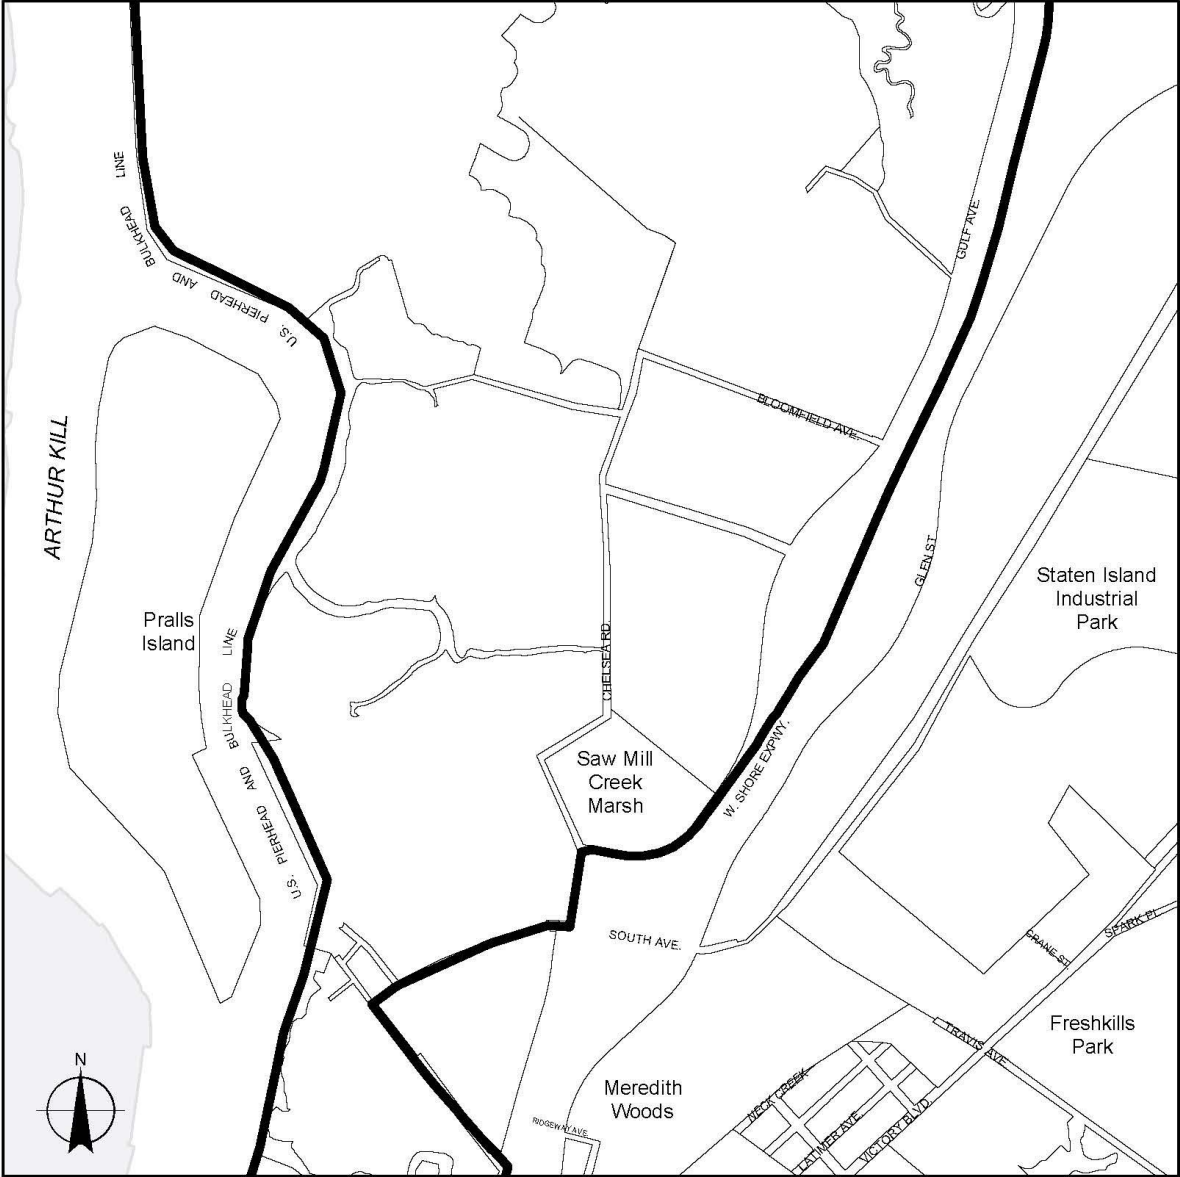 LINE
BULKHEAD
AND
PIERHEAD
U.S.
GULF AVE.
BLOOMFIELD AVE.
ARTHUR KILL
GLEN ST
Staten Island
Industrial
Park
Pralls
Island
LINE
BULKHEAD
AND
PIERHEAD
U.S.
CHELSEA RD.
Saw Mill
Creek
Marsh
W. SHORE EXPWY.
SOUTH AVE.
SPARK PL
CRANE ST.
Freshkills
Park
TRAVIS AVE.
N
Meredith
Woods
NECK CREEK
RIDGEWAY AVE.
LATIMER AVE.
VICTORY BLVD.